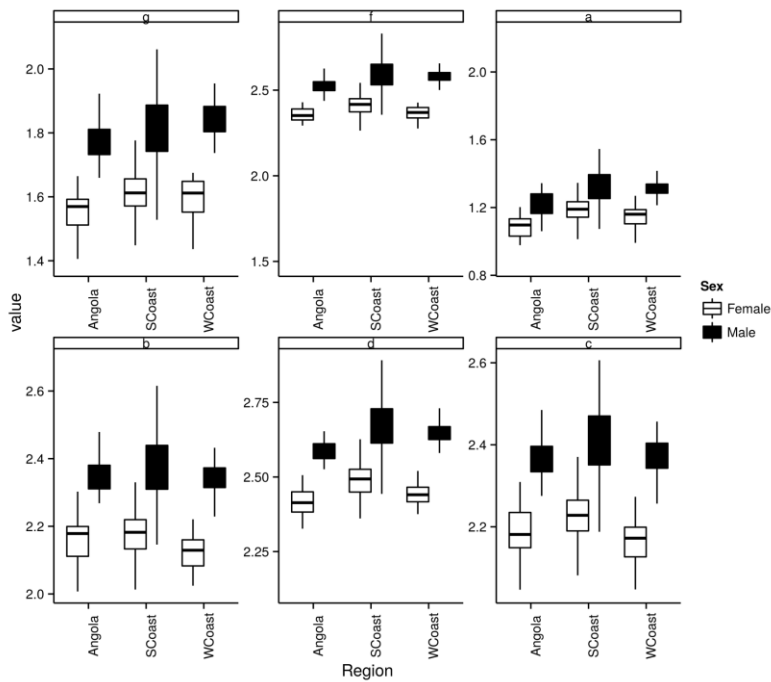 g
f
a
2.0
1.8
1.6
1.4
2.5
2.0
1.5
2.0
1.6
1.2
0.8
Angola
SCoast
WCoast
Angola
SCoast
WCoast
Angola
SCoast
WCoast
value
Sex
Female
Male
b
d
c
2.6
2.4
2.2
2.0
2.75
2.50
2.25
2.6
2.4
2.2
Angola
SCoast
WCoast
Angola
SCoast
WCoast
Angola
SCoast
WCoast
Region